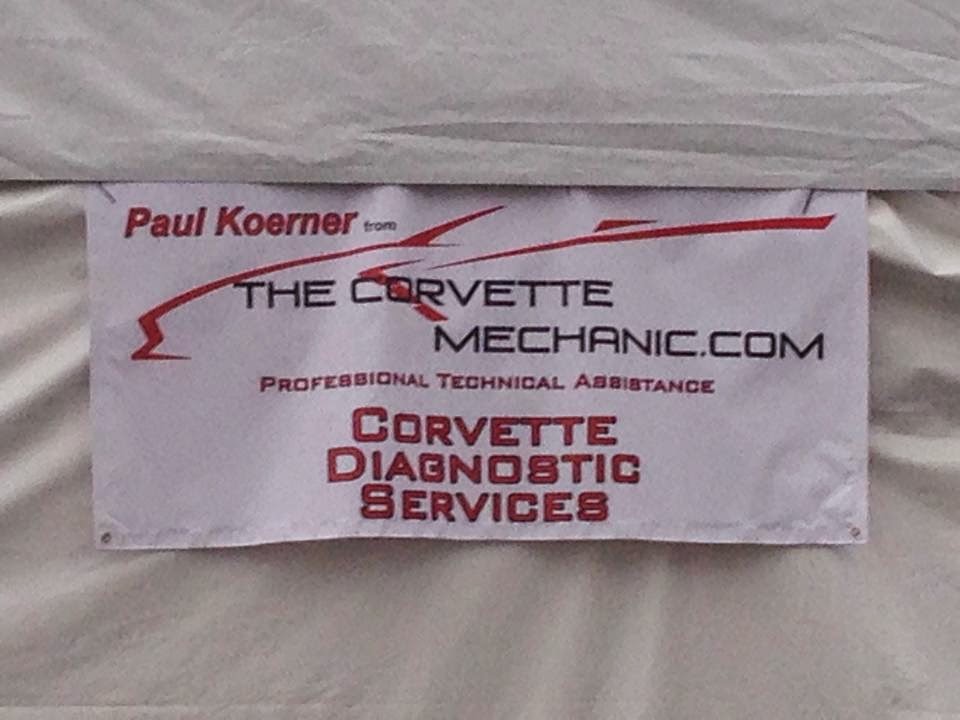 Paul Koerner from
THE CORVETTE
MECHANIC.COM
PROFESSIONAL TECHNICAL ASSISTANCE
CORVETTE
DIAGNOSTIC
SERVICES